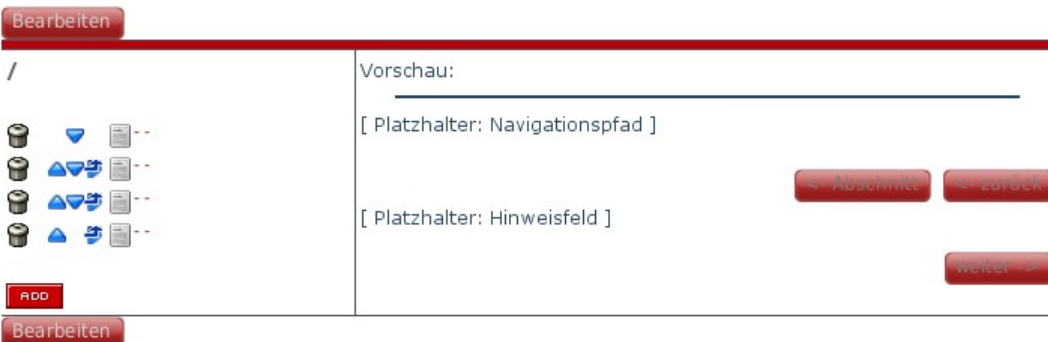 Bearbeiten
/
Vorschau:
[ Platzhalter: Navigationspfad ]
--
--
<- Abschnitt <- zurück
--
[ Platzhalter: Hinweisfeld ]
--
weiter ->
ADD
Bearbeiten